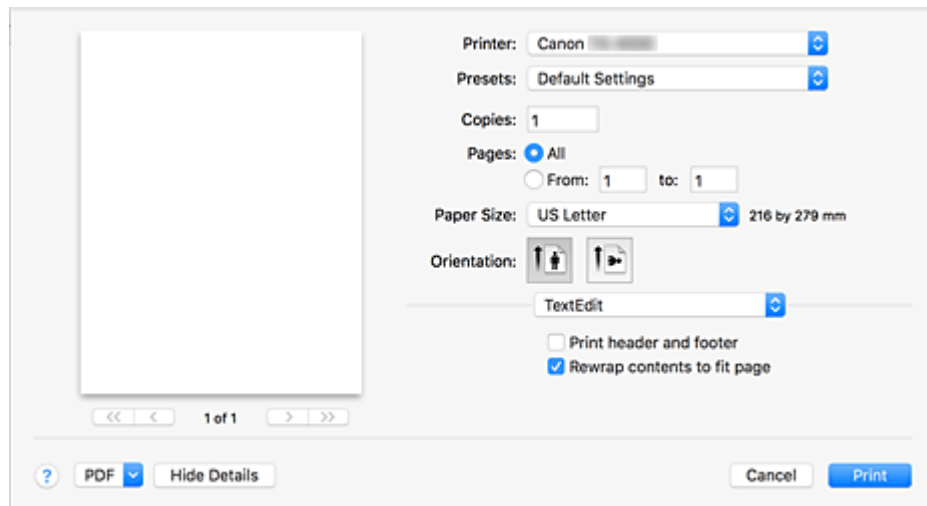 Printer: Canon
Presets: Default Settings
Copies: 1
Pages: All
From: 1 to: 1
Paper Size: US Letter 216 by 279 mm
Orientation:
TextEdit
Print header and footer
Rewrap contents to fit page
<< < 1 of 1 > >>
? PDF Hide Details Cancel Print